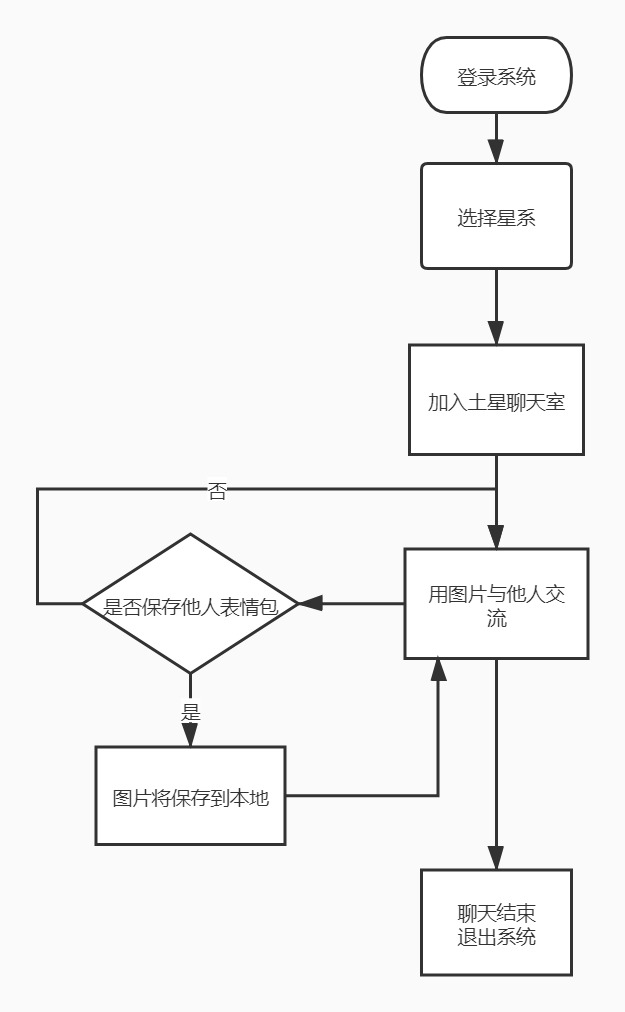 登录系统
选择星系
加入土星聊天室
否
用图片与他人交
流
是否保存他人表情包
是
图片将保存到本地
聊天结束
退出系统